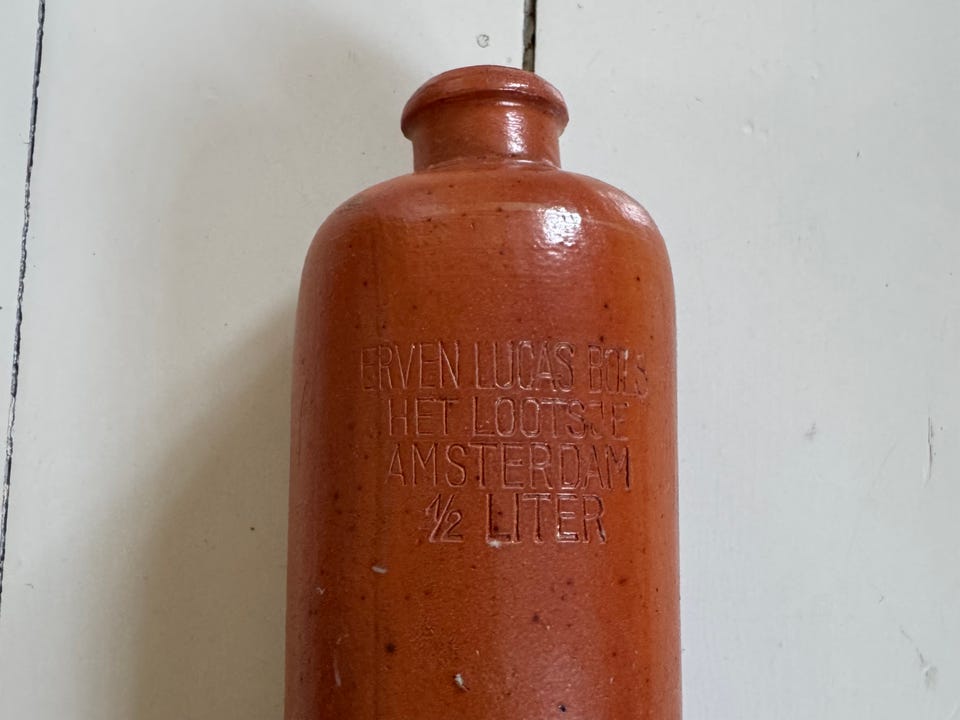 ERVEN LUCAS BOLS
HET LOOTSJE
AMSTERDAM
½ LITER